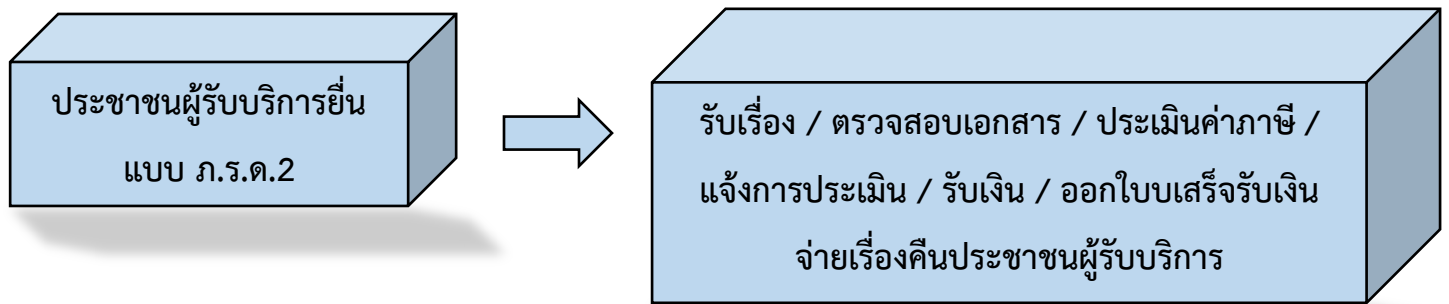 ประชาชนผู้รับบริการยื่น
แบบ ภ.ร.ด.2
รับเรื่อง / ตรวจสอบเอกสาร / ประเมินค่าภาษี /
แจ้งการประเมิน / รับเงิน / ออกใบบเสร็จรับเงิน
จ่ายเรื่องคืนประชาชนผู้รับบริการ